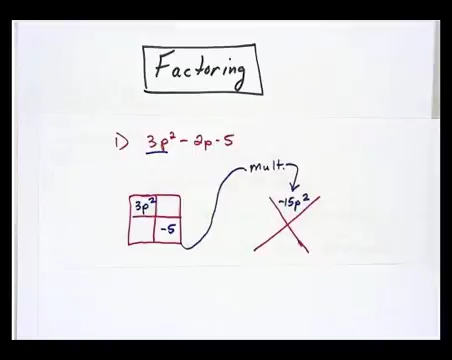 Factoring
1) 3p² - 2p - 5
mult.
-15p²
3p²
-5